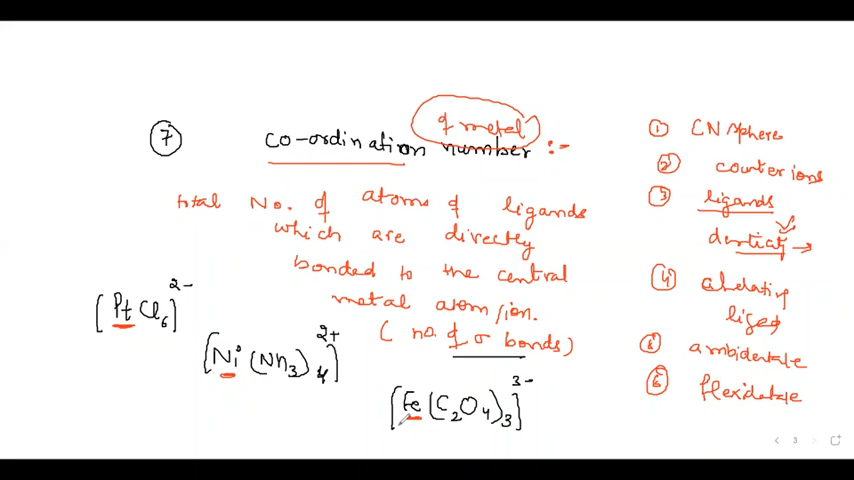 7 co-ordination number :-
of metal
total No. of atoms of ligands
which are directly
bonded to the central
metal atom/ion.
( no. of σ bonds)
[PtCl6]2-
[Ni(NH3)4]2+
[Fe(C2O4)3]3-
1 CN sphere
2 counter ions
3 ligands
denticity →
4 chelating
5 ambidentate
6 flexidentate
3